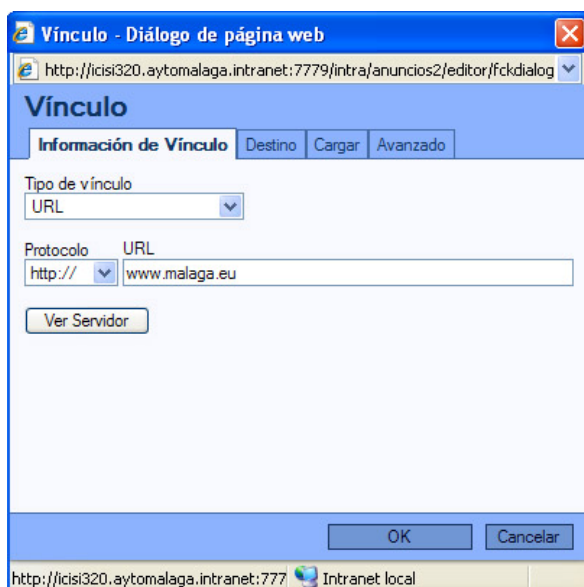 Vínculo - Diálogo de página web
http://icisi320.aytomalaga.intranet:7779/intra/anuncios2/editor/fckdialog
Vínculo
Información de Vínculo Destino Cargar Avanzado
Tipo de vínculo
URL
Protocolo URL
http:// www.malaga.eu
Ver Servidor
OK Cancelar
http://icisi320.aytomalaga.intranet:777 Intranet local